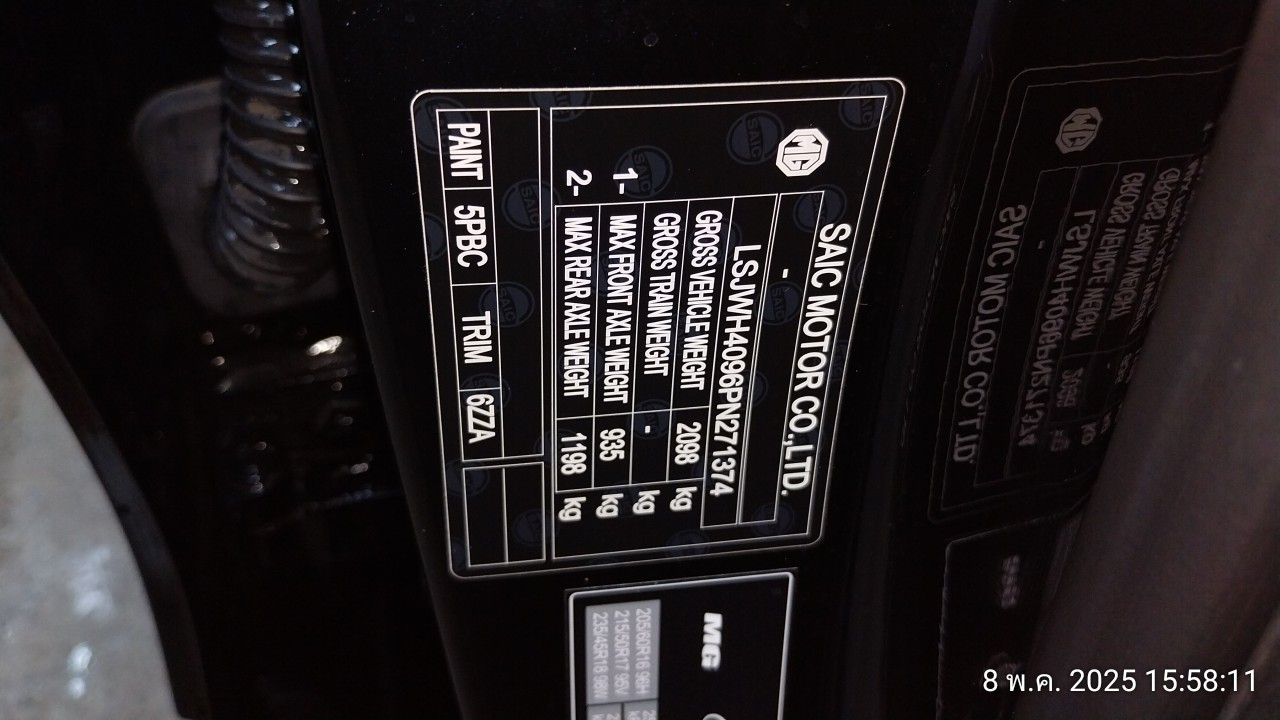 MG
SAIC MOTOR CO.,LTD.
-
LSJWH4096PN271374
GROSS VEHICLE WEIGHT 2098 kg
GROSS TRAIN WEIGHT - kg
1- MAX FRONT AXLE WEIGHT 935 kg
2- MAX REAR AXLE WEIGHT 1198 kg
PAINT 5PBC TRIM 6ZZA
MG
205/60R16 96H
215/50R17 95V
235/45R18 98W
8 พ.ค. 2025 15:58:11